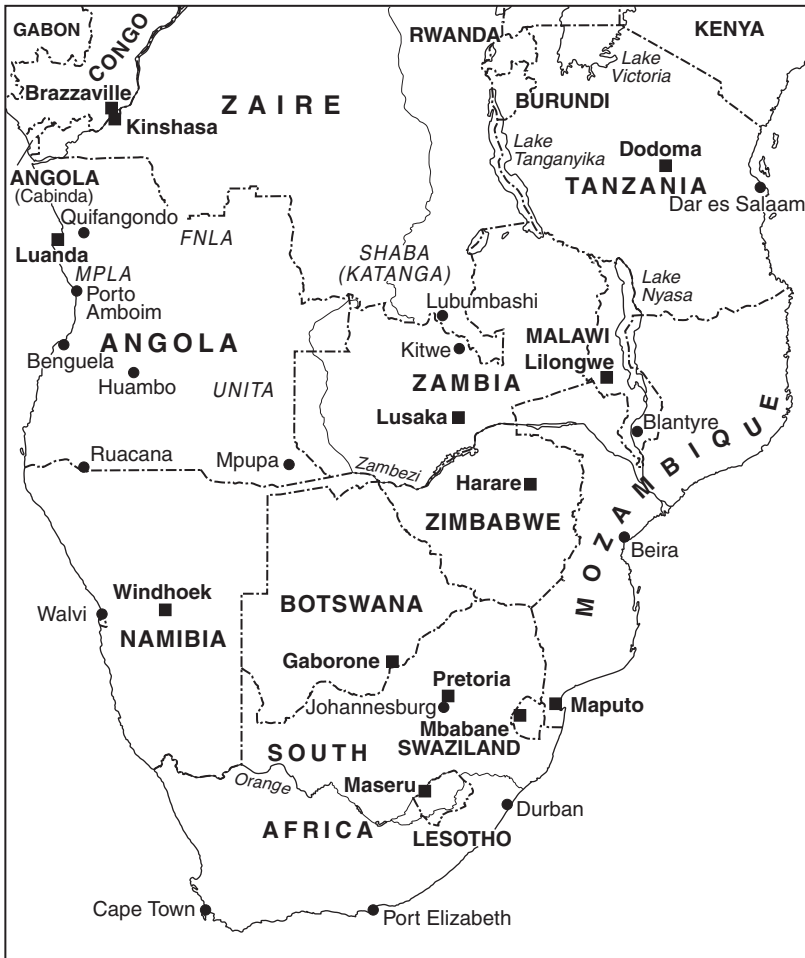 GABON
CONGO
RWANDA
KENYA
Lake
Victoria
Brazzaville
ZAIRE
BURUNDI
Kinshasa
Lake
Tanganyika
Dodoma
ANGOLA
(Cabinda)
TANZANIA
Dar es Salaam
Quifangondo
FNLA
Luanda
SHABA
(KATANGA)
MPLA
Lake
Nyasa
Porto
Amboim
Lubumbashi
ANGOLA
MALAWI
Benguela
Kitwe
Lilongwe
Huambo
UNITA
ZAMBIA
Lusaka
Blantyre
MOZAMBIQUE
Ruacana
Mpupa
Zambezi
Harare
ZIMBABWE
Beira
Windhoek
BOTSWANA
Walvi
NAMIBIA
Gaborone
Pretoria
Johannesburg
Maputo
Mbabane
SWAZILAND
SOUTH
Orange
Maseru
Durban
AFRICA
LESOTHO
Cape Town
Port Elizabeth